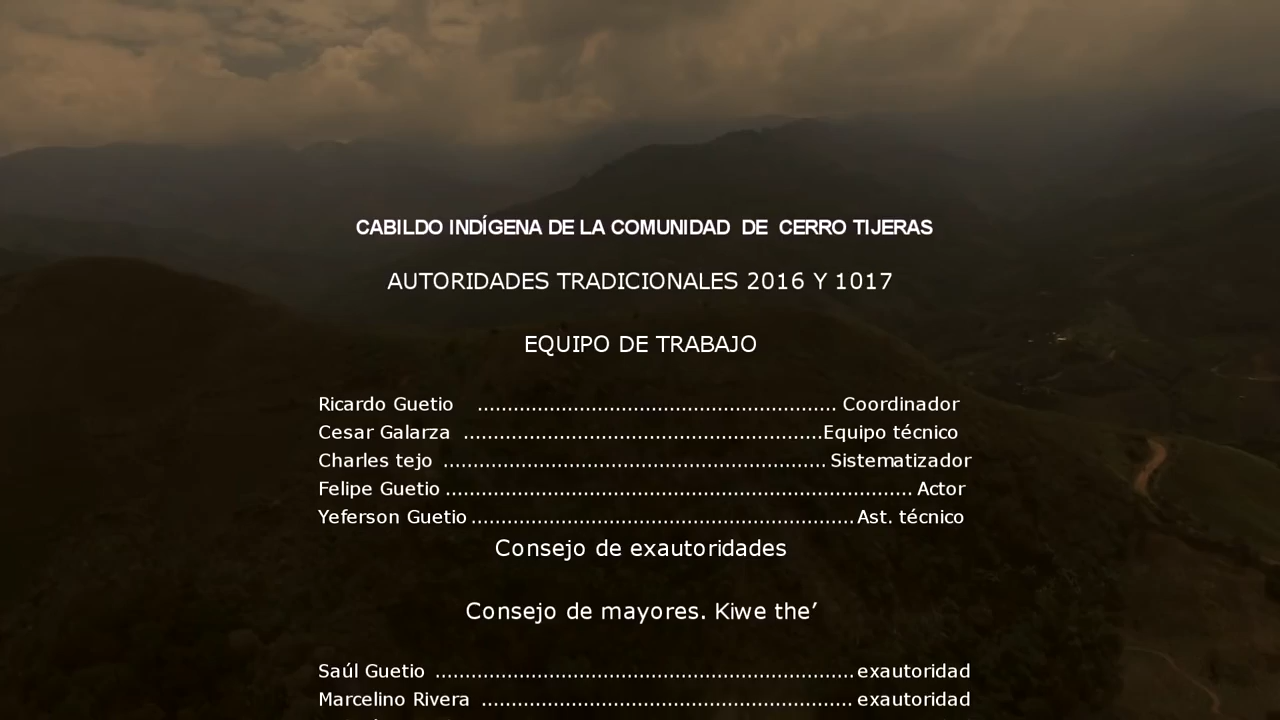 CABILDO INDÍGENA DE LA COMUNIDAD DE CERRO TIJERAS
AUTORIDADES TRADICIONALES 2016 Y 1017
EQUIPO DE TRABAJO
Ricardo Guetio ............................................................ Coordinador
Cesar Galarza ............................................................Equipo técnico
Charles tejo ................................................................ Sistematizador
Felipe Guetio .............................................................................. Actor
Yeferson Guetio ................................................................ Ast. técnico
Consejo de exautoridades
Consejo de mayores. Kiwe the’
Saúl Guetio ...................................................................... exautoridad
Marcelino Rivera .............................................................. exautoridad